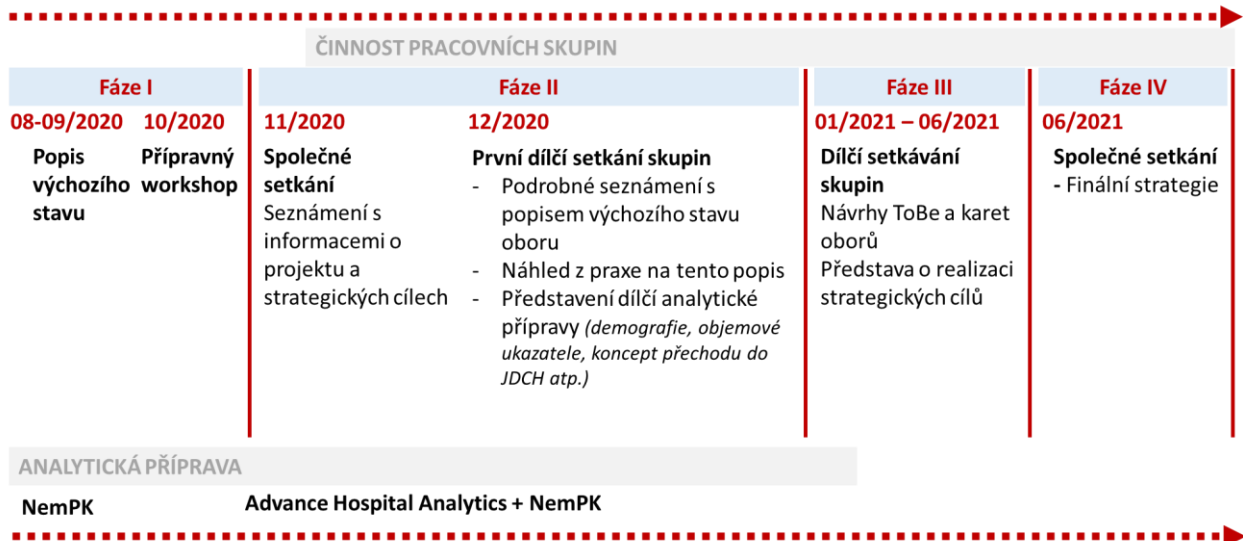 ČINNOST PRACOVNÍCH SKUPIN
Fáze I
08-09/2020
Popis
výchozího
stavu
10/2020
Přípravný
workshop
Fáze II
11/2020
Společné
setkání
Seznámení s
informacemi o
projektu a
strategických cílech
12/2020
První dílčí setkání skupin
- Podrobné seznámení s
popisem výchozího stavu
oboru
- Náhled z praxe na tento popis
- Představení dílčí analytické
přípravy (demografie, objemové
ukazatele, koncept přechodu do
JDCH atp.)
Fáze III
01/2021 – 06/2021
Dílčí setkávání
skupin
Návrhy ToBe a karet
oborů
Představa o realizaci
strategických cílů
Fáze IV
06/2021
Společné setkání
- Finální strategie
ANALYTICKÁ PŘÍPRAVA
NemPK
Advance Hospital Analytics + NemPK